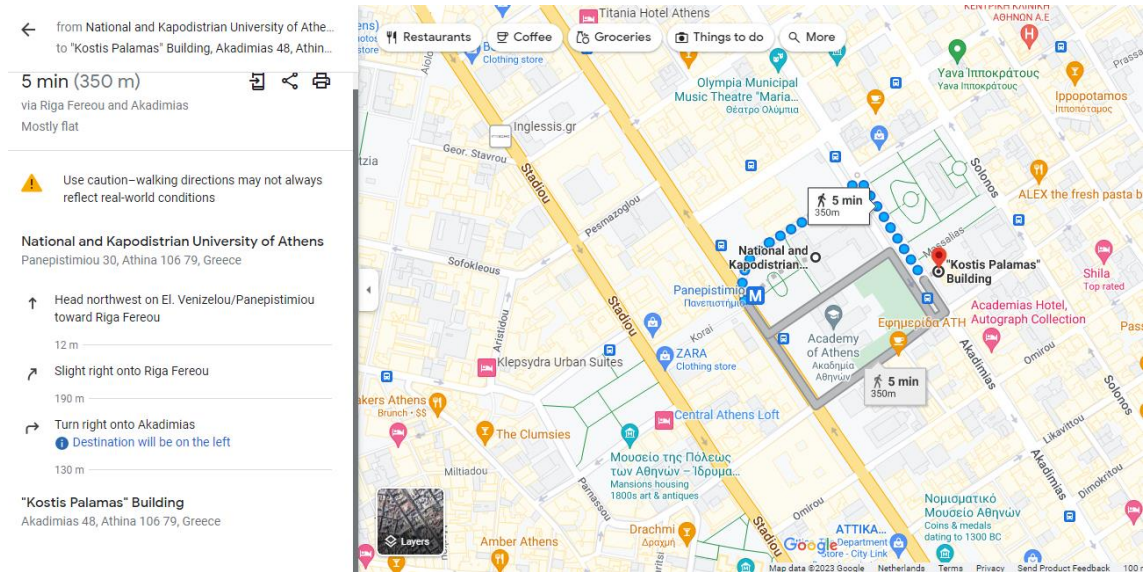 from National and Kapodistrian University of Athe...
to "Kostis Palamas" Building, Akadimias 48, Athin...
5 min (350 m)
via Riga Fereou and Akadimias
Mostly flat
Use caution–walking directions may not always
reflect real-world conditions
National and Kapodistrian University of Athens
Panepistimiou 30, Athina 106 79, Greece
Head northwest on El. Venizelou/Panepistimiou
toward Riga Fereou
12 m
Slight right onto Riga Fereou
190 m
Turn right onto Akadimias
Destination will be on the left
130 m
"Kostis Palamas" Building
Akadimias 48, Athina 106 79, Greece
Restaurants
Coffee
Groceries
Things to do
More
Titania Hotel Athens
ΑΘΗΝΩΝ Α.Ε
Clothing store
Olympia Municipal
Music Theatre "Maria...
Θέατρο Ολύμπια
Yava Ιπποκράτους
Yava Ιπποκράτους
Ippopotamos
Ιπποπόταμος
Inglessis.gr
Geor. Stavrou
Stadiou
Pesmazoglou
Solonos
ALEX the fresh pasta b
5 min
350m
Massalias
National and
Kapodistrian...
"Kostis Palamas"
Building
Shila
Top rated
Sofokleous
Aristidou
Panepistimio
Πανεπιστήμιο
M
Stadiou
Korai
Academy
of Athens
Ακαδημία
Αθηνών
Εφημερίδα ΑΤΗ
Academias Hotel,
Autograph Collection
Omirou
ZARA
Clothing store
Klepsydra Urban Suites
5 min
350m
Akadimias
Solonos
akers Athens
Brunch · $$
The Clumsies
Central Athens Loft
Μουσείο της Πόλεως
των Αθηνών – Ίδρυμα...
Mansions housing
1800s art & antiques
Likavittou
Akadimias
Dimokritou
Miltiadou
Parnassou
Omirou
Νομισματικό
Μουσείο Αθηνών
Coins & medals
dating to 1300 BC
Layers
Amber Athens
Drachmi
Δραχμή
Stadiou
ATTIKA...
Department
Store - City Link
Google
Map data ©2023 Google
Netherlands
Terms
Privacy
Send Product Feedback